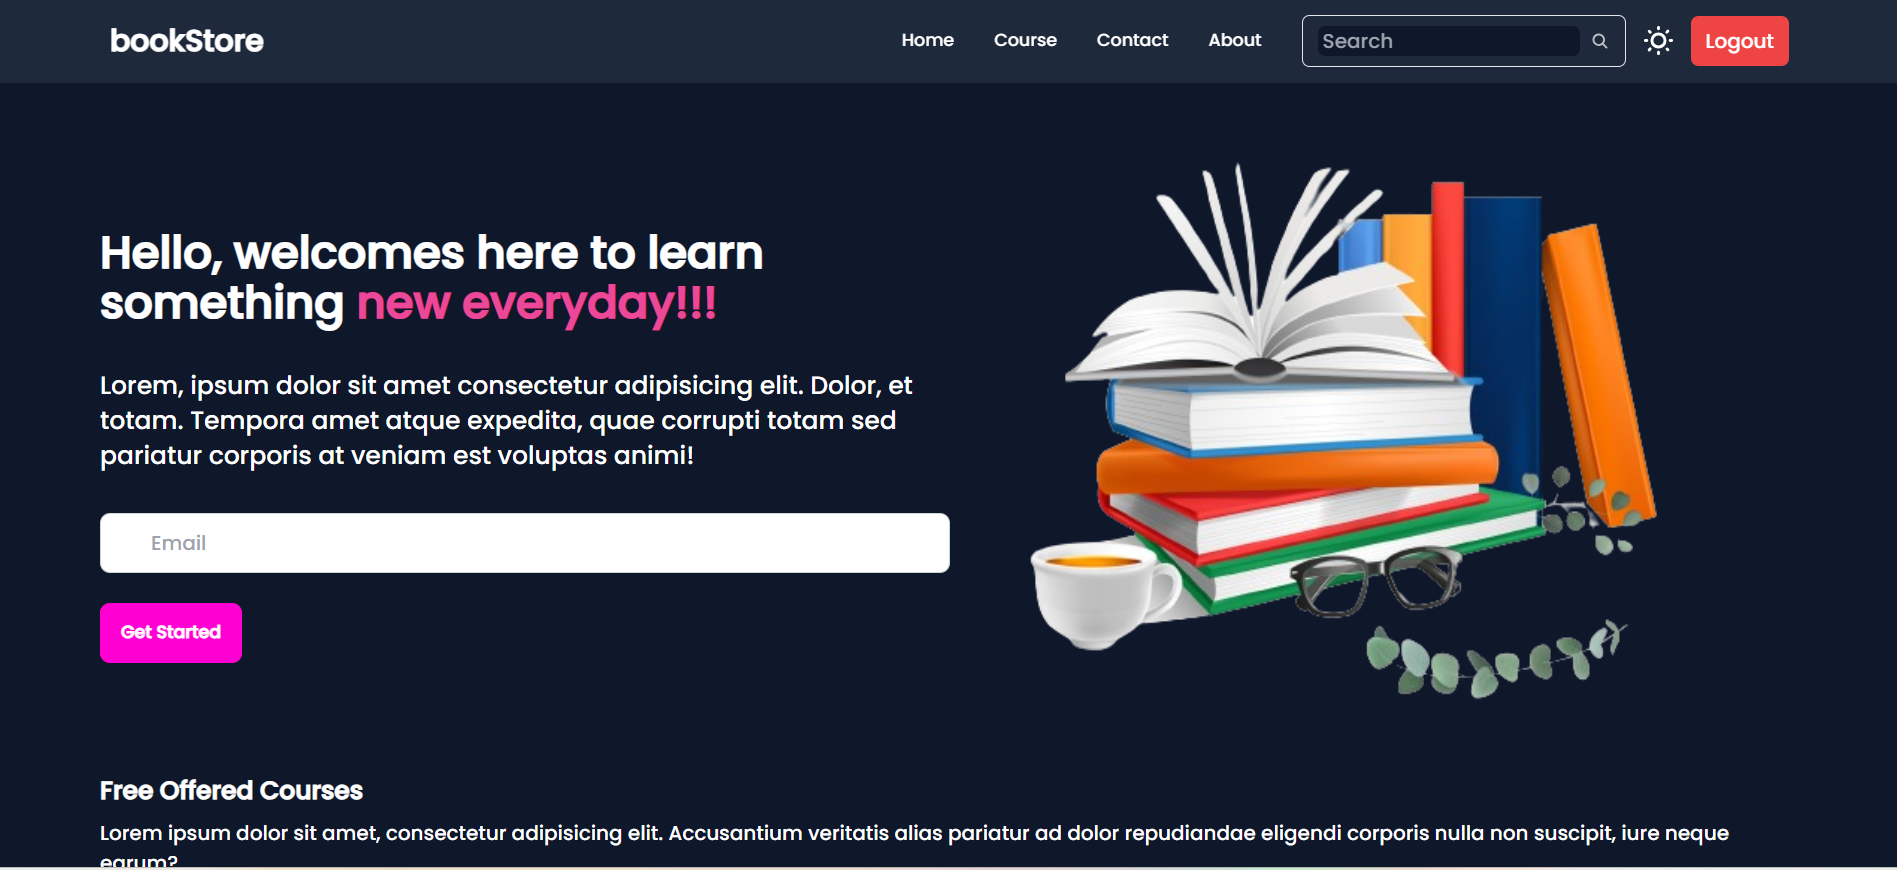 bookStore
Home
Course
Contact
About
Search
Logout
Hello, welcomes here to learn
something new everyday!!!
Lorem, ipsum dolor sit amet consectetur adipisicing elit. Dolor, et
totam. Tempora amet atque expedita, quae corrupti totam sed
pariatur corporis at veniam est voluptas animi!
Email
Get Started
Free Offered Courses
Lorem ipsum dolor sit amet, consectetur adipisicing elit. Accusantium veritatis alias pariatur ad dolor repudiandae eligendi corporis nulla non suscipit, iure neque
earum?